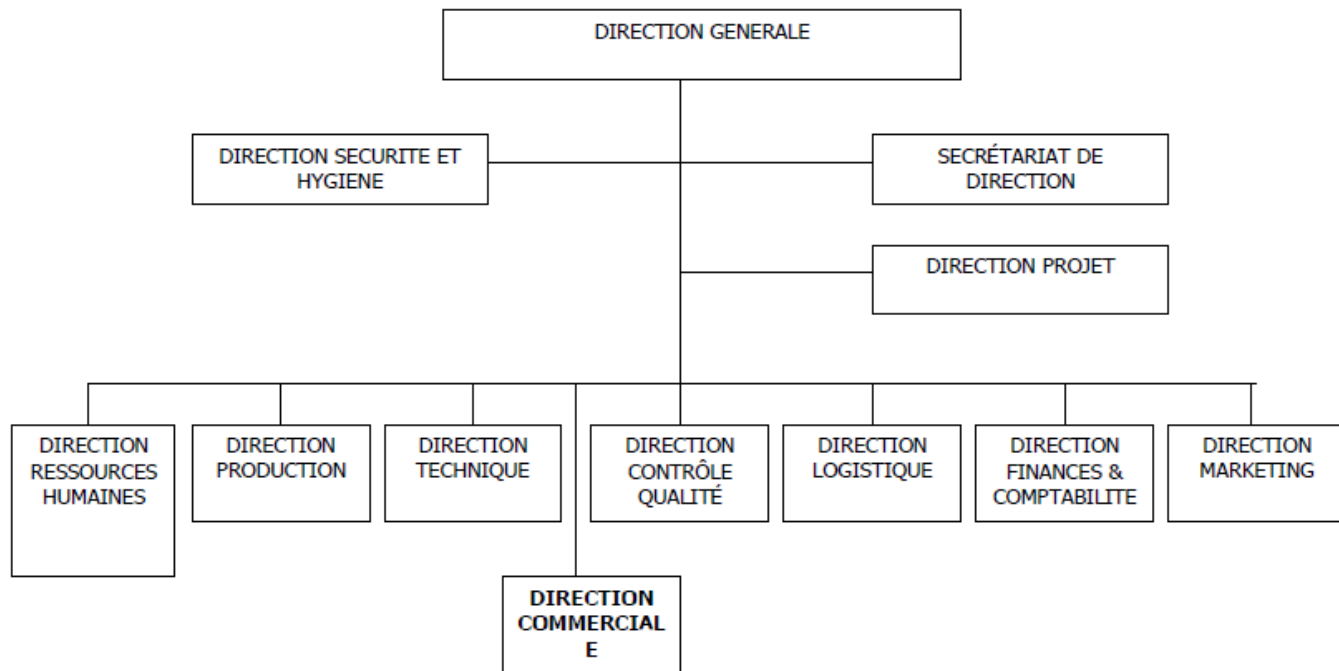 DIRECTION GENERALE
DIRECTION SECURITE ET
HYGIENE
SECRÉTARIAT DE
DIRECTION
DIRECTION PROJET
DIRECTION
RESSOURCES
HUMAINES
DIRECTION
PRODUCTION
DIRECTION
TECHNIQUE
DIRECTION
CONTRÔLE
QUALITÉ
DIRECTION
LOGISTIQUE
DIRECTION
FINANCES &
COMPTABILITE
DIRECTION
MARKETING
DIRECTION
COMMERCIAL
E